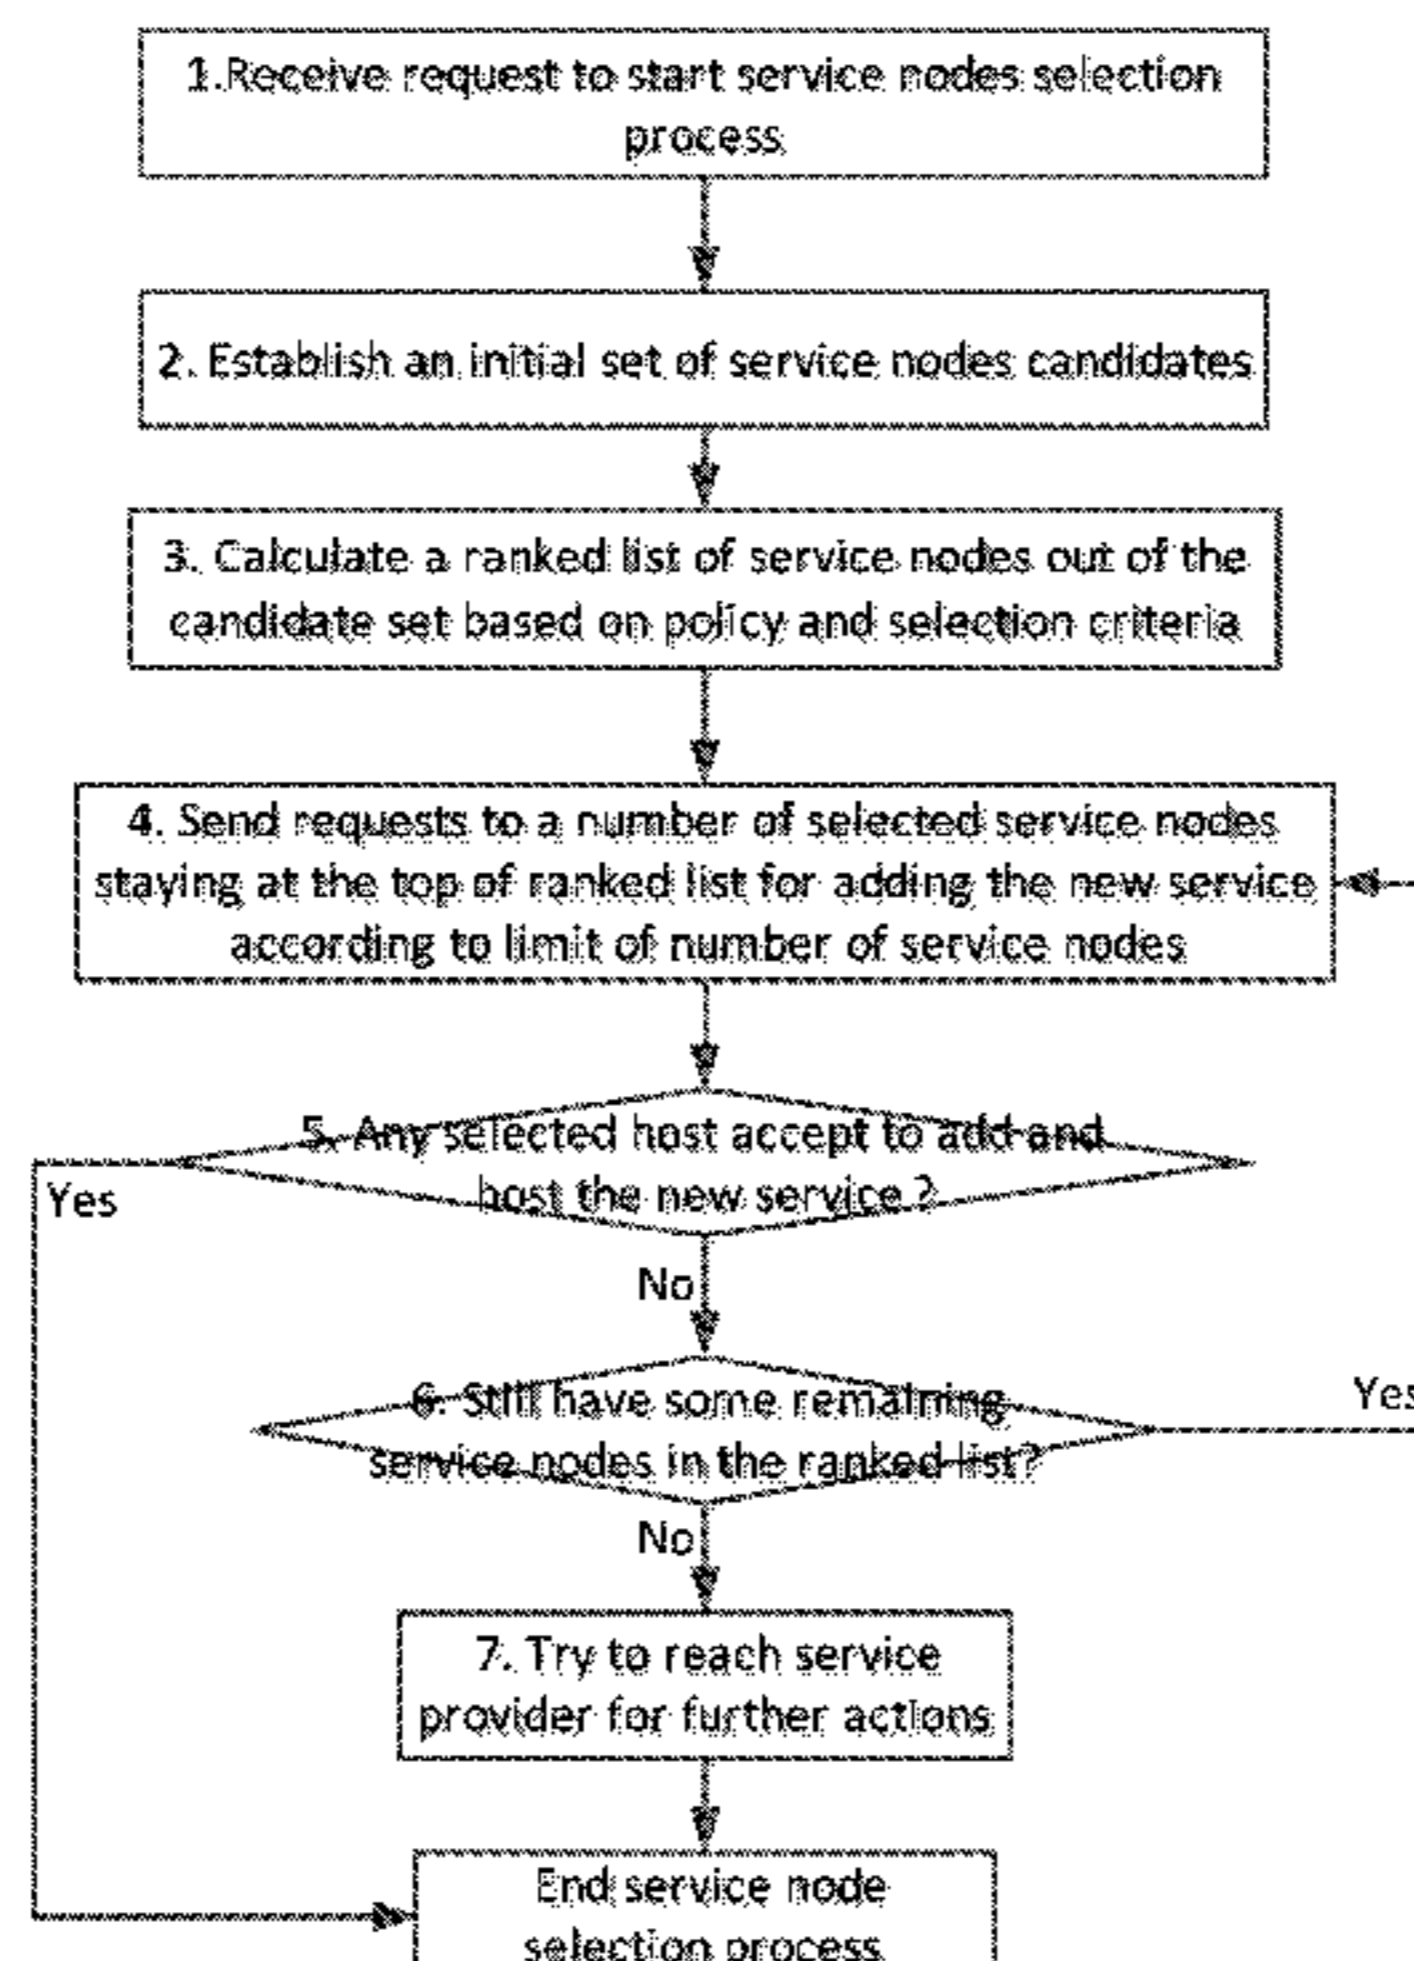 1.Receive request to start service nodes selection
process
2. Establish an initial set of service nodes candidates
3. Calculate a ranked list of service nodes out of the
candidate set based on policy and selection criteria
4. Send requests to a number of selected service nodes
staying at the top of ranked list for adding the new service
according to limit of number of service nodes
5. Any selected host accept to add and
host the new service ?
Yes
No
6. Still have some remaining
service nodes in the ranked list?
Yes
No
7. Try to reach service
provider for further actions
End service node
selection process